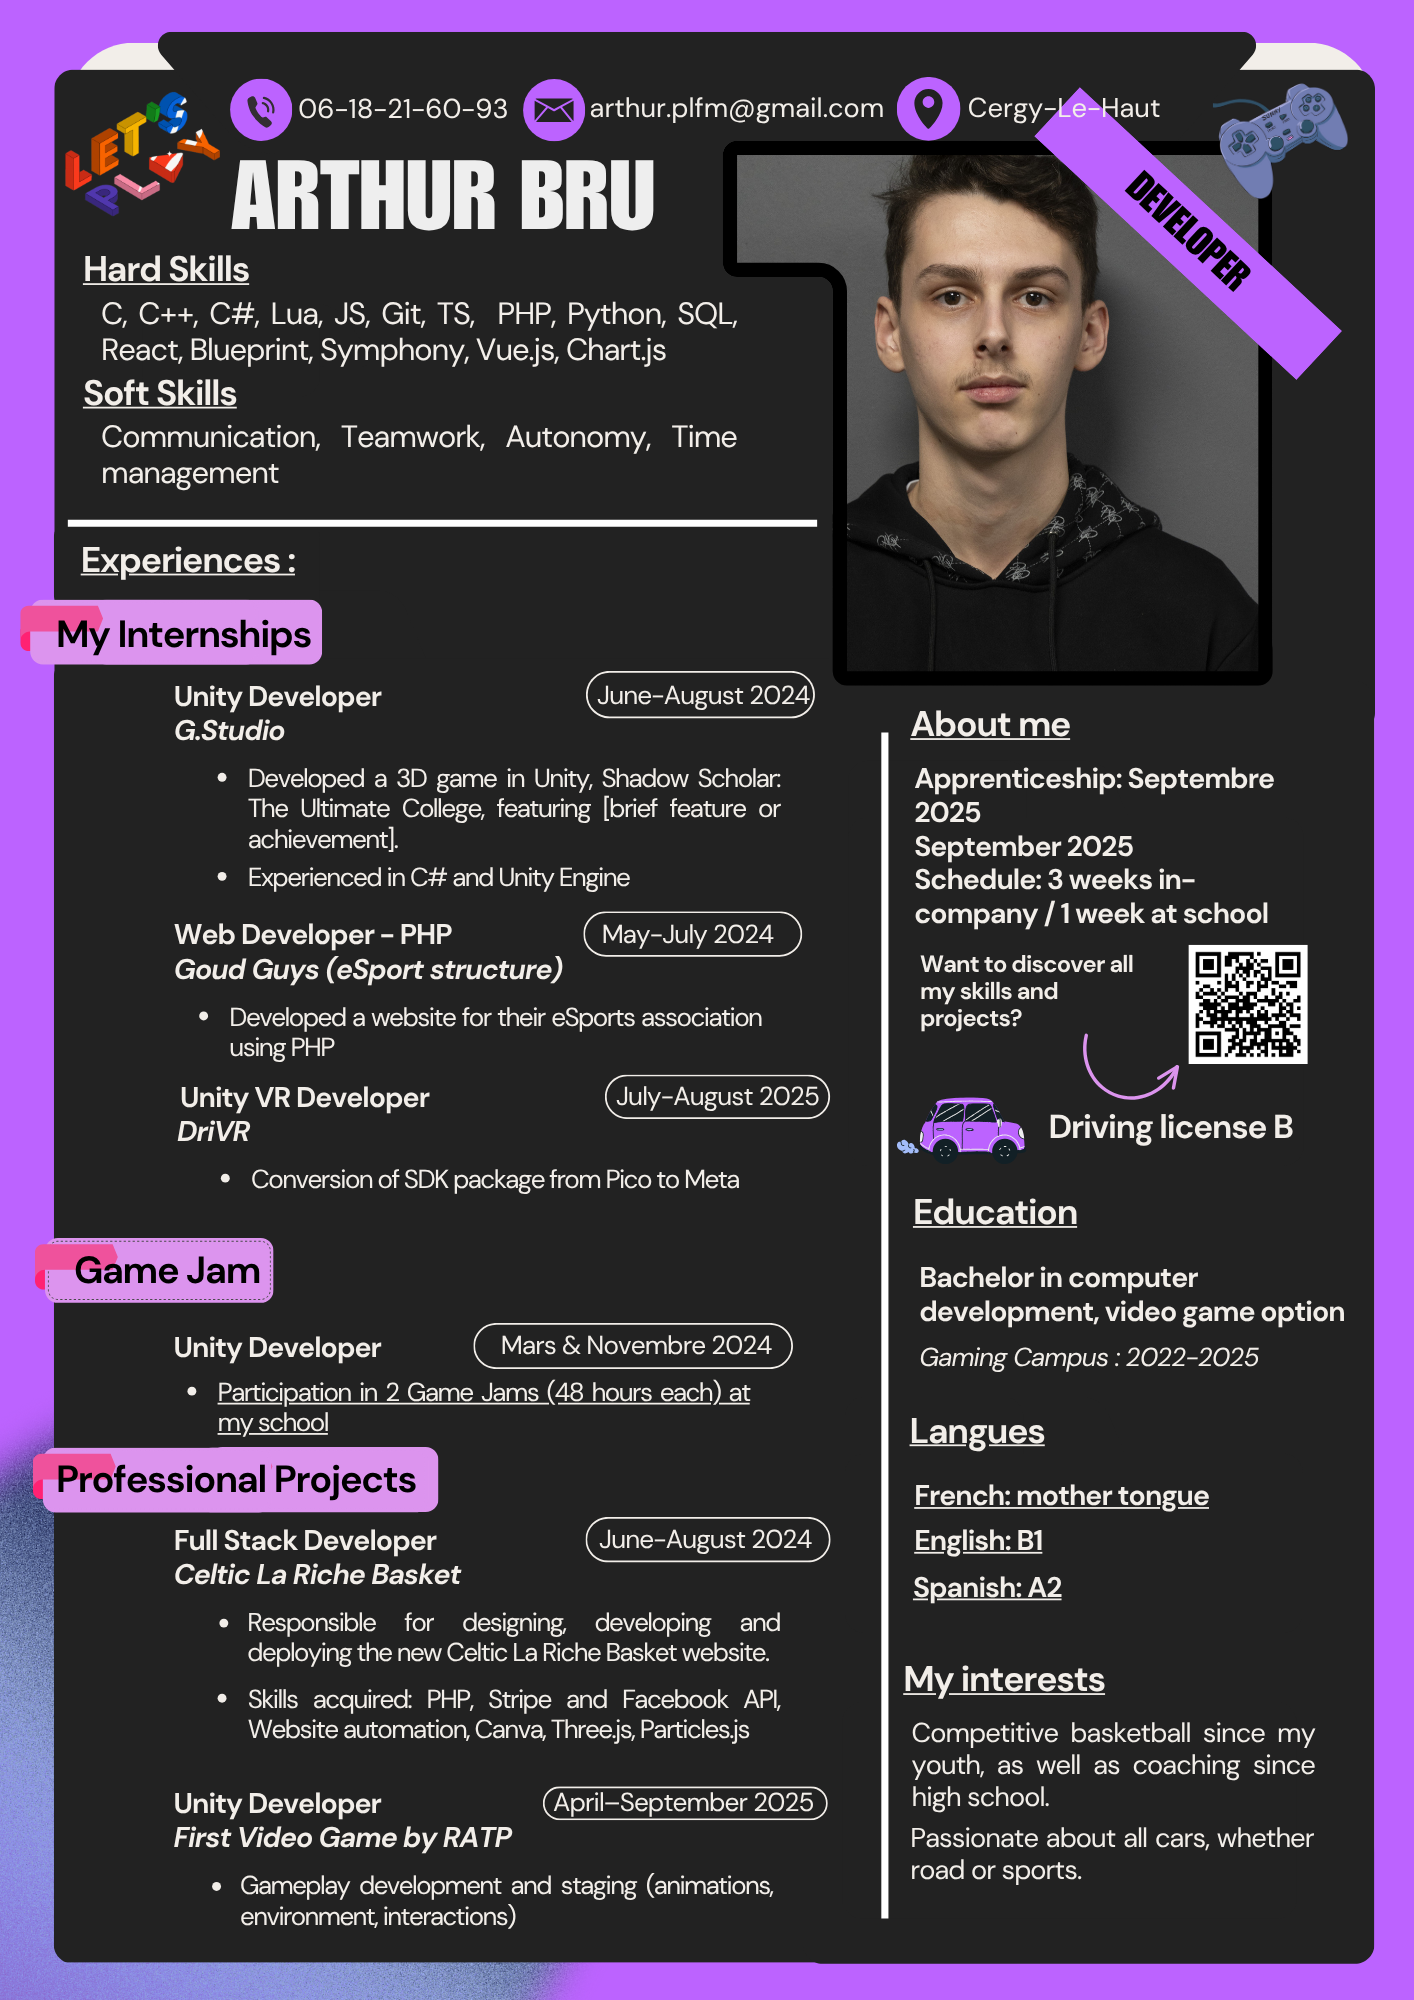 LET'S
PLAY
06-18-21-60-93
arthur.plfm@gmail.com
Cergy-Le-Haut
ARTHUR BRU
DEVELOPER
Hard Skills
C, C++, C#, Lua, JS, Git, TS, PHP, Python, SQL,
React, Blueprint, Symphony, Vue.js, Chart.js
Soft Skills
Communication, Teamwork, Autonomy, Time
management
Experiences :
My Internships
Unity Developer
June-August 2024
G.Studio
• Developed a 3D game in Unity, Shadow Scholar:
The Ultimate College, featuring [brief feature or
achievement].
• Experienced in C# and Unity Engine
Web Developer - PHP
May-July 2024
Goud Guys (eSport structure)
• Developed a website for their eSports association
using PHP
Unity VR Developer
July-August 2025
DriVR
• Conversion of SDK package from Pico to Meta
Game Jam
Unity Developer
Mars & Novembre 2024
• Participation in 2 Game Jams (48 hours each) at
my school
Professional Projects
Full Stack Developer
June-August 2024
Celtic La Riche Basket
• Responsible for designing, developing and
deploying the new Celtic La Riche Basket website.
• Skills acquired: PHP, Stripe and Facebook API,
Website automation, Canva, Three.js, Particles.js
Unity Developer
April–September 2025
First Video Game by RATP
• Gameplay development and staging (animations,
environment, interactions)
About me
Apprenticeship: Septembre
2025
September 2025
Schedule: 3 weeks in-
company / 1 week at school
Want to discover all
my skills and
projects?
Driving license B
Education
Bachelor in computer
development, video game option
Gaming Campus : 2022-2025
Langues
French: mother tongue
English: B1
Spanish: A2
My interests
Competitive basketball since my
youth, as well as coaching since
high school.
Passionate about all cars, whether
road or sports.